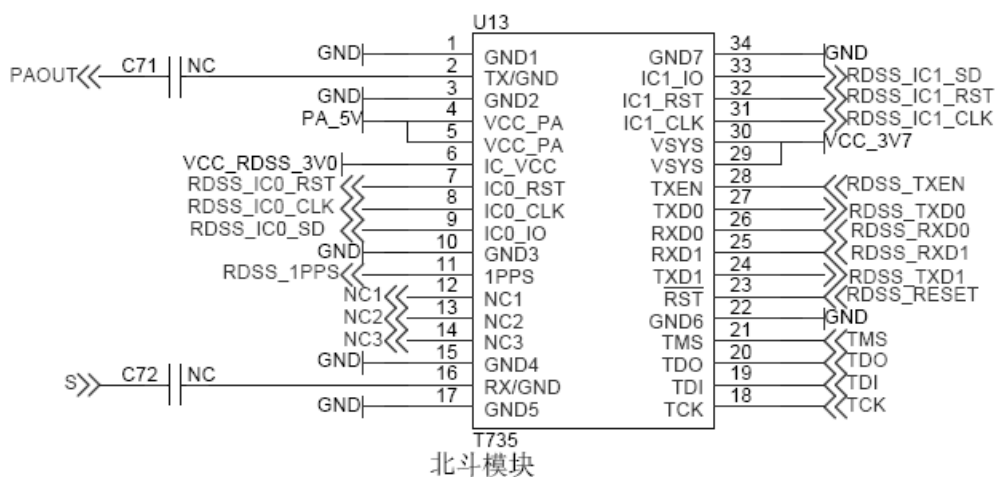 U13
GND 1 GND1 GND7 34 GND
PAOUT C71 NC 2 TX/GND IC1_IO 33 RDSS_IC1_SD
GND 3 GND2 IC1_RST 32 RDSS_IC1_RST
PA_5V 4 VCC_PA IC1_CLK 31 RDSS_IC1_CLK
5 VCC_PA VSYS 30 VCC_3V7
VCC_RDSS_3V0 6 IC_VCC VSYS 29
RDSS_IC0_RST 7 IC0_RST TXEN 28 RDSS_TXEN
RDSS_IC0_CLK 8 IC0_CLK TXD0 27 RDSS_TXD0
RDSS_IC0_SD 9 IC0_IO RXD0 26 RDSS_RXD0
GND 10 GND3 RXD1 25 RDSS_RXD1
RDSS_1PPS 11 1PPS TXD1 24 RDSS_TXD1
NC1 12 NC1 RST 23 RDSS_RESET
NC2 13 NC2 GND6 22 GND
NC3 14 NC3 TMS 21 TMS
GND 15 GND4 TDO 20 TDO
S C72 NC 16 RX/GND TDI 19 TDI
GND 17 GND5 TCK 18 TCK
T735
北斗模块